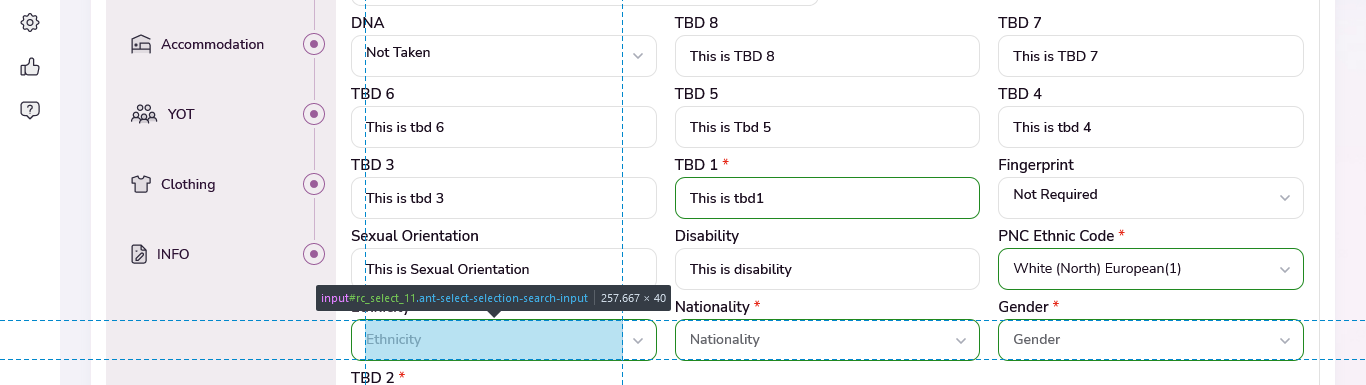 DNA TBD 8 TBD 7
Accommodation
Not Taken This is TBD 8 This is TBD 7
TBD 6 TBD 5 TBD 4
YOT
This is tbd 6 This is Tbd 5 This is tbd 4
TBD 3 TBD 1 * Fingerprint
Clothing
This is tbd 3 This is tbd1 Not Required
Sexual Orientation Disability PNC Ethnic Code *
INFO
This is Sexual Orientation This is disability White (North) European(1)
input#rc_select_11.ant-select-selection-search-input 257.667 × 40
Nationality * Gender *
Ethnicity Nationality Gender
TBD 2 *